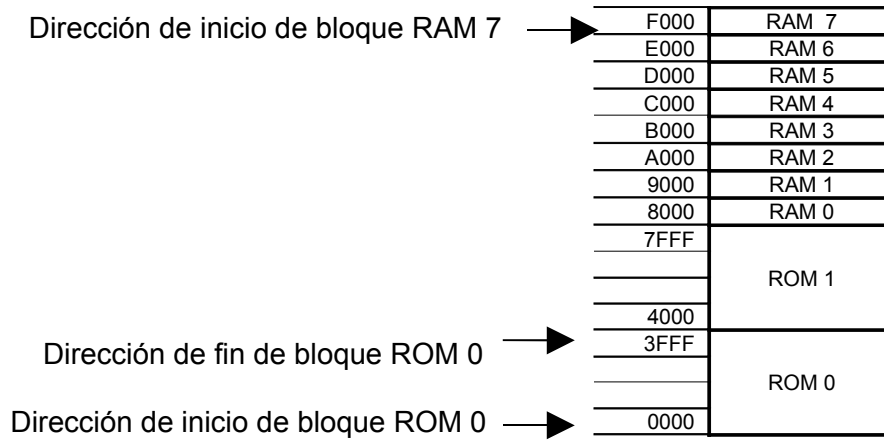 Dirección de inicio de bloque RAM 7 F000 RAM 7
E000 RAM 6
D000 RAM 5
C000 RAM 4
B000 RAM 3
A000 RAM 2
9000 RAM 1
8000 RAM 0
7FFF
ROM 1
4000
Dirección de fin de bloque ROM 0 3FFF
ROM 0
Dirección de inicio de bloque ROM 0 0000